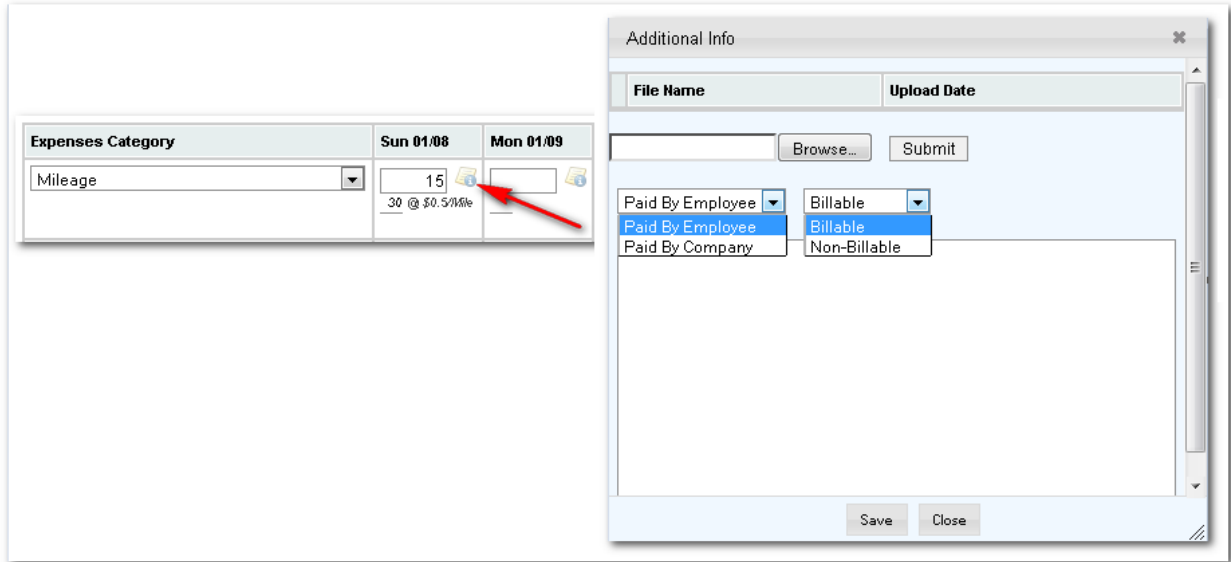 Expenses Category Sun 01/08 Mon 01/09
Mileage 15
30 @ $0.5/Mile
Additional Info
File Name Upload Date
Browse... Submit
Paid By Employee Billable
Paid By Employee Billable
Paid By Company Non-Billable
Save Close